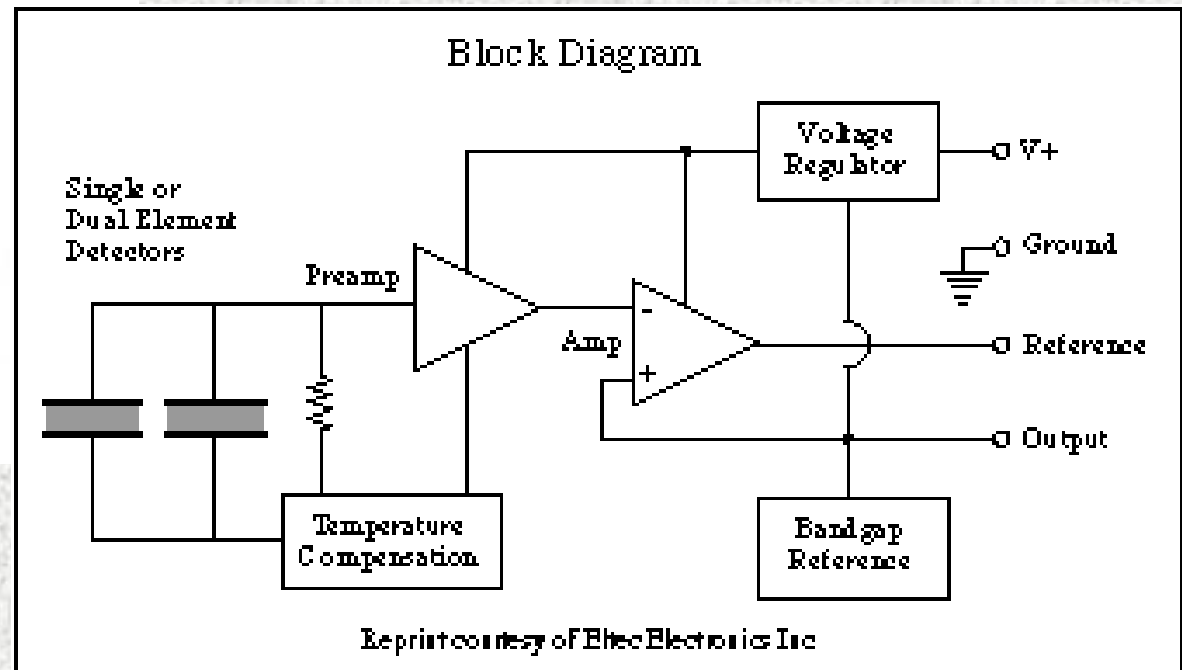 Block Diagram
Voltage
Regulator
V+
Single or
Dual Element
Detectors
Ground
Preamp
-
Amp
Reference
+
Output
Temperature
Compensation
Bandgap
Reference
Reprint courtesy of Eltec Electronics Inc